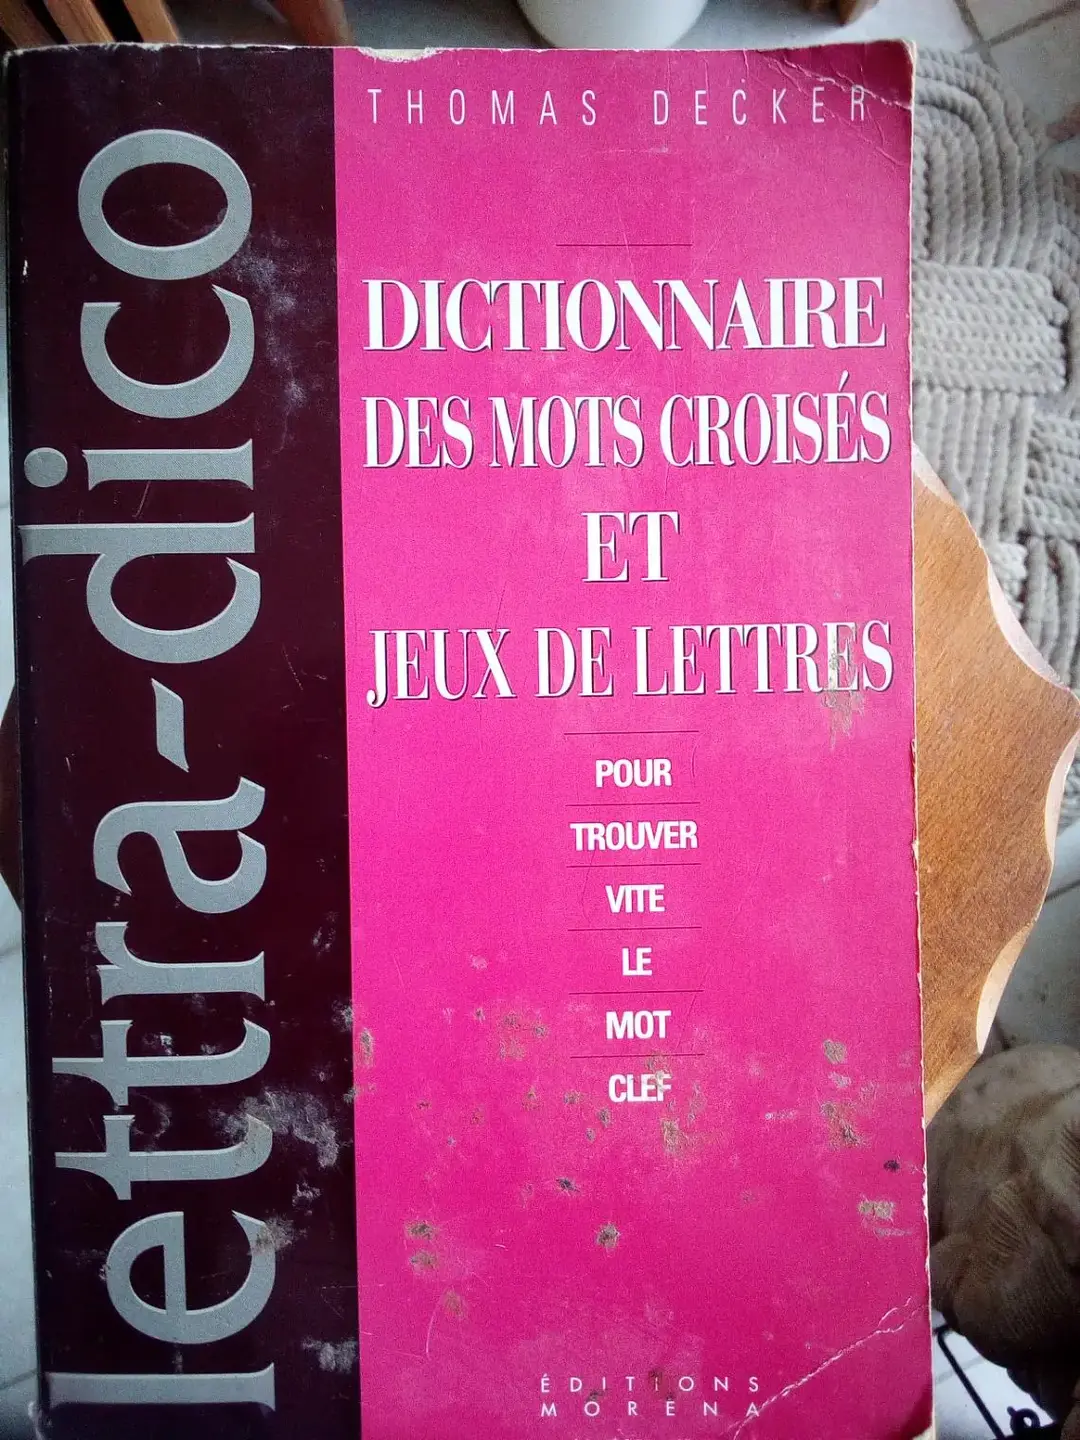 lettra-dico
THOMAS DECKER
DICTIONNAIRE
DES MOTS CROISÉS
ET
JEUX DE LETTRES
POUR
TROUVER
VITE
LE
MOT
CLEF
ÉDITIONS
MORENA